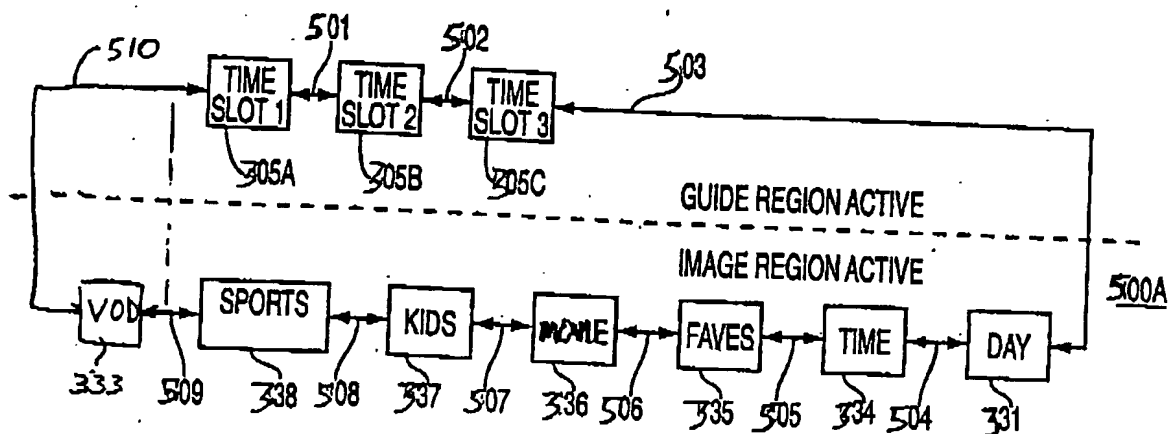 510
501
502
503
TIME
SLOT 1
TIME
SLOT 2
TIME
SLOT 3
305A
305B
305C
GUIDE REGION ACTIVE
IMAGE REGION ACTIVE
500A
VOD
SPORTS
KIDS
MOVIE
FAVES
TIME
DAY
333
509
338
508
337
507
336
506
335
505
334
504
331